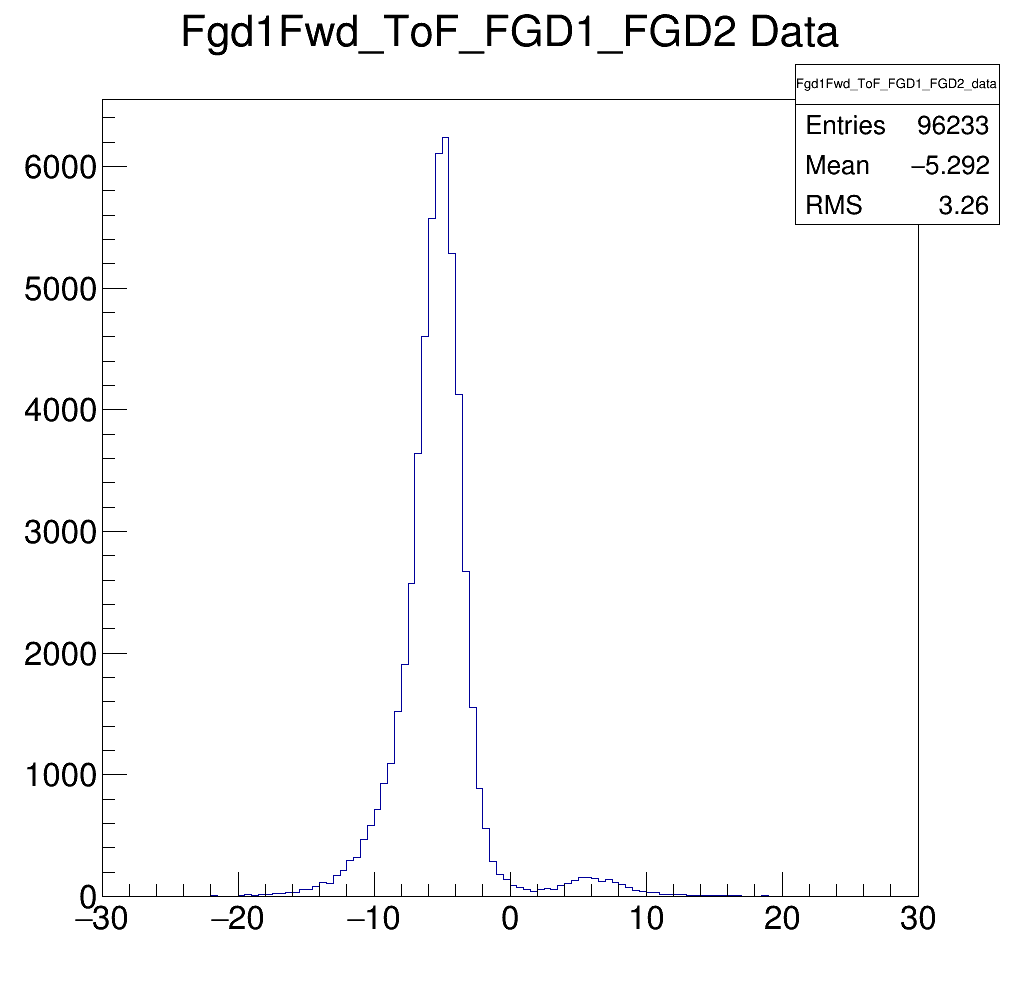 Fgd1Fwd_ToF_FGD1_FGD2 Data
Fgd1Fwd_ToF_FGD1_FGD2_data
Entries 96233
Mean −5.292
RMS 3.26
6000
5000
4000
3000
2000
1000
0
−30 −20 −10 0 10 20 30